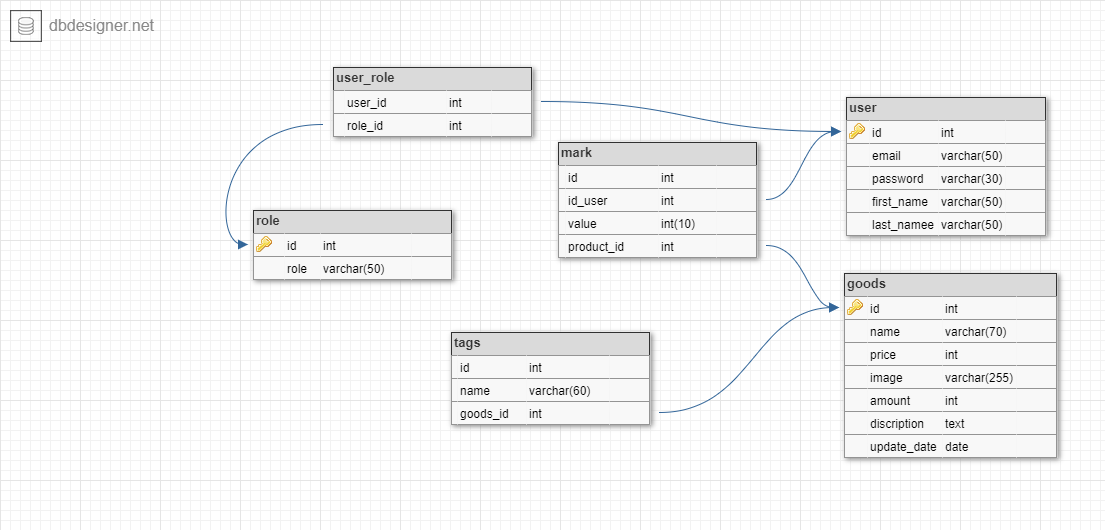 dbdesigner.net
user_role
user_id int
role_id int
user
id int
email varchar(50)
password varchar(30)
first_name varchar(50)
last_namee varchar(50)
mark
id int
id_user int
value int(10)
product_id int
role
id int
role varchar(50)
goods
id int
name varchar(70)
price int
image varchar(255)
amount int
discription text
update_date date
tags
id int
name varchar(60)
goods_id int